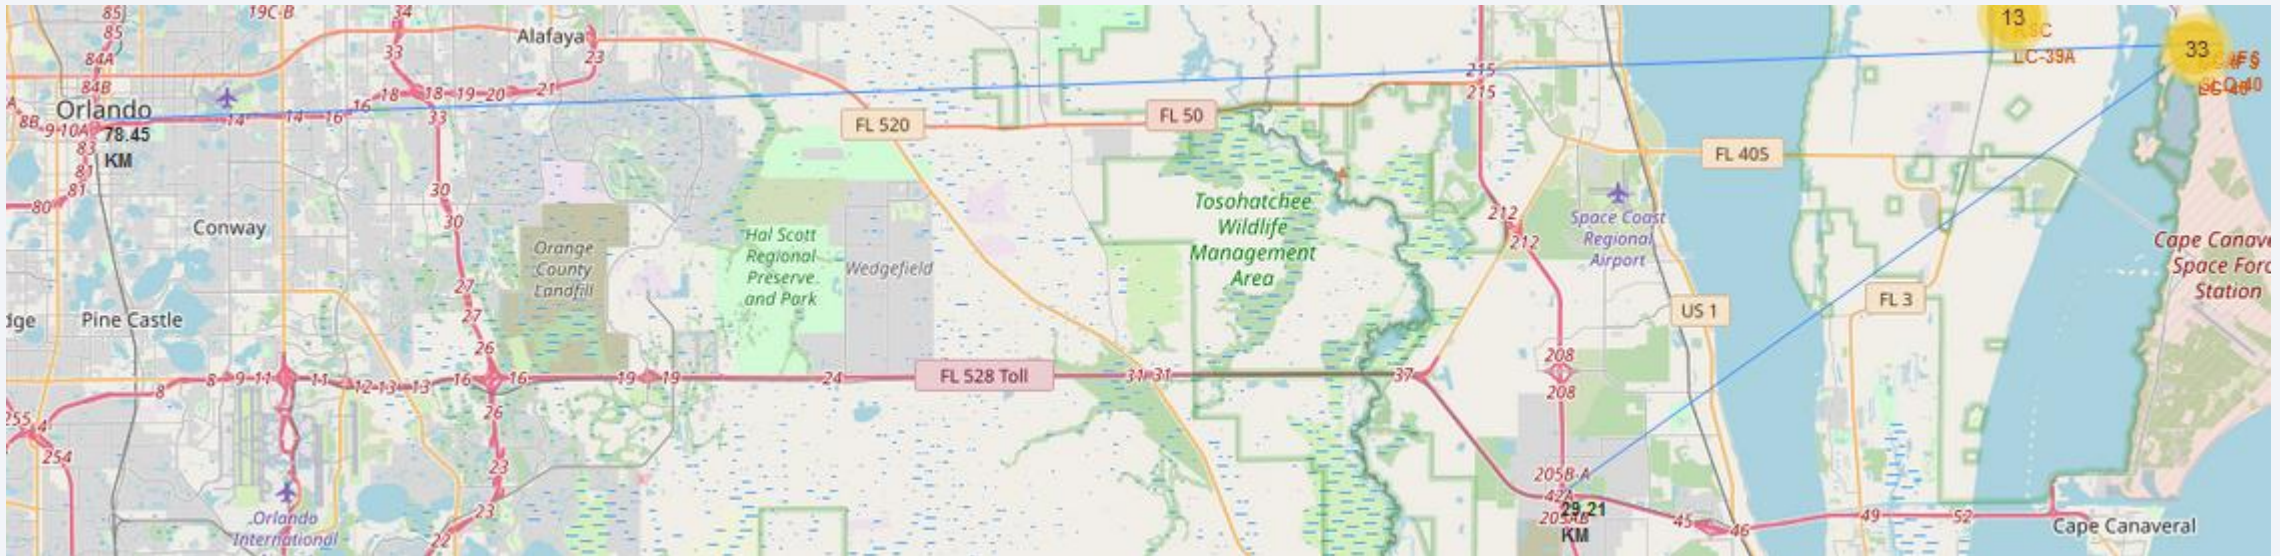 85
19C-B
34
85
33
84A
84B
Alafaya
23
21
18
18
19
20
16
Orlando
A
8B
9
10A
14
14
16
33
78.45
KM
83
81
81
80
30
30
Conway
27
27
26
dge
Pine Castle
8
8
9
11
11
12
13
13
16
16
26
255
4
254
23
23
22
Orlando
International
Orange
County
Landfill
19
19
Hal Scott
Regional
Preserve
and Park
Wedgefield
24
FL 528 Toll
FL 520
FL 50
31
31
37
Tosohatchee
Wildlife
Management
Area
215
215
212
212
Space Coast
Regional
Airport
208
208
205B-A
42A
29.21
KM
45
46
49
52
US 1
FL 405
FL 3
13
KSC
LC-39A
33
Cape Canave
Space Forc
Station
Cape Canaveral